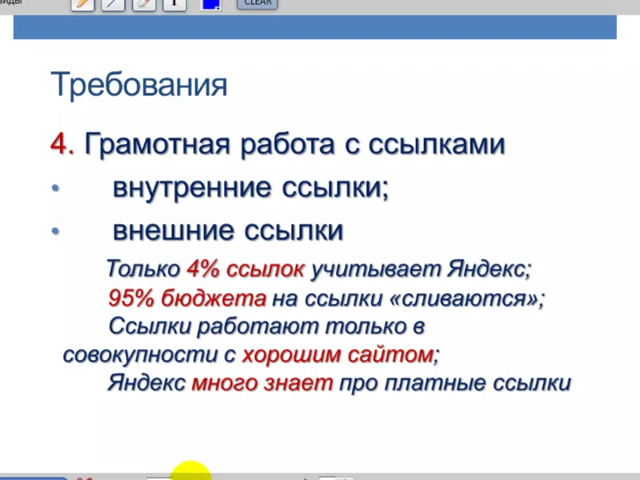 CLEAR
Требования
4. Грамотная работа с ссылками
• внутренние ссылки;
• внешние ссылки
Только 4% ссылок учитывает Яндекс;
95% бюджета на ссылки «сливаются»;
Ссылки работают только в
совокупности с хорошим сайтом;
Яндекс много знает про платные ссылки